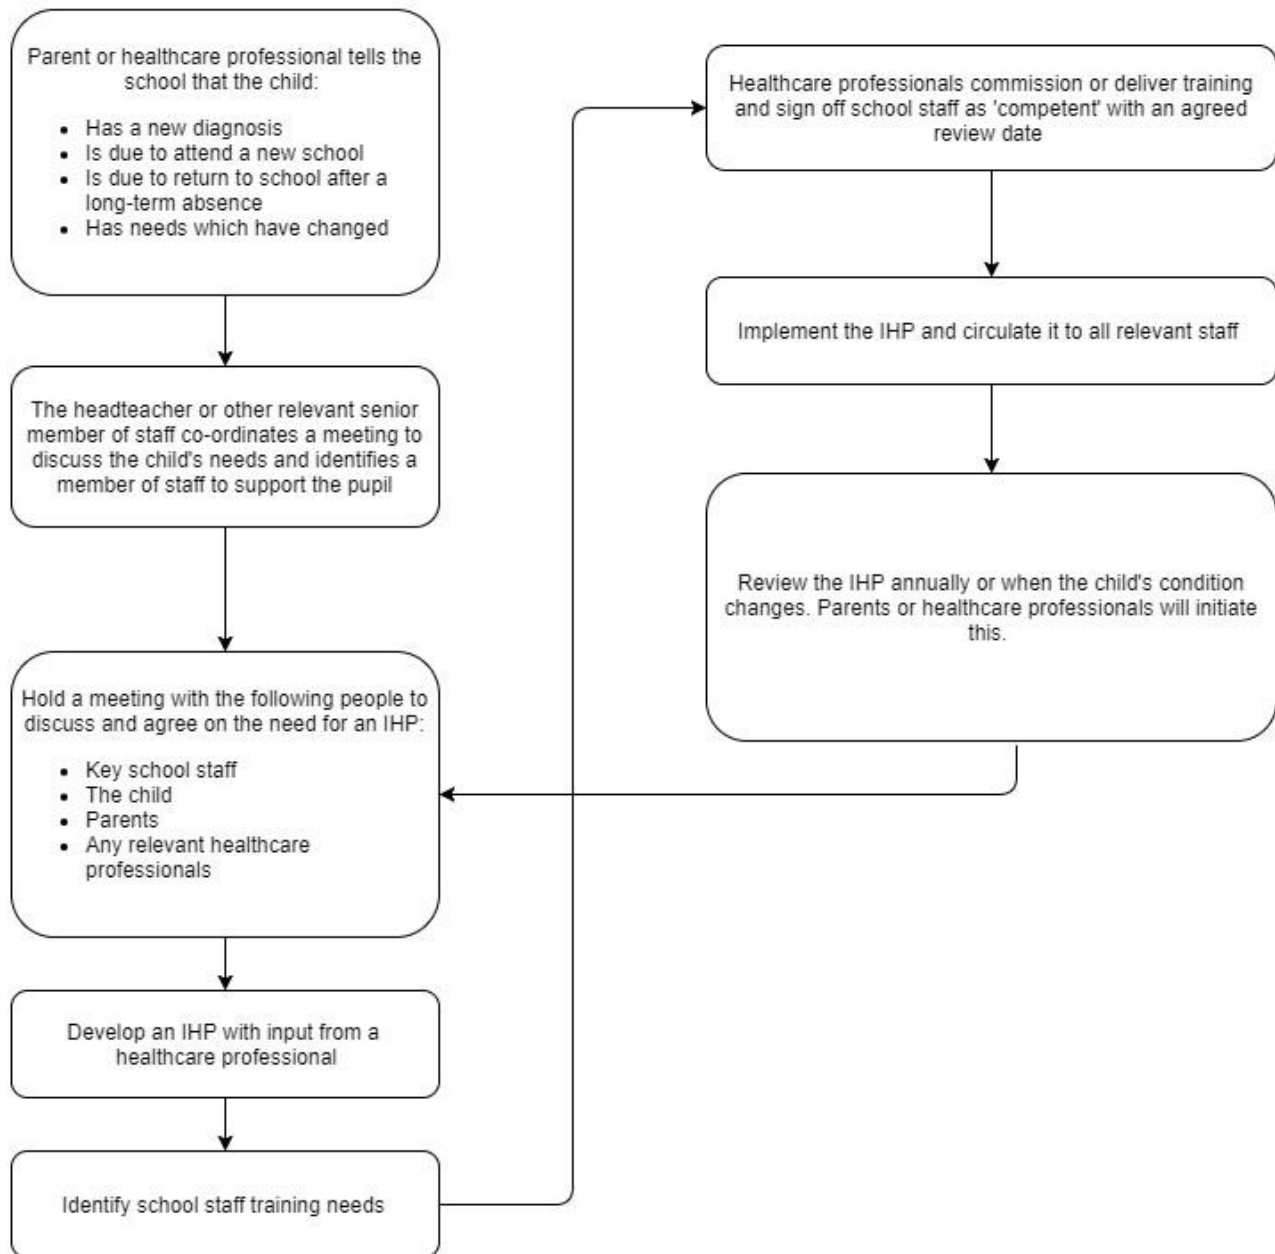 Parent or healthcare professional tells the
school that the child:
• Has a new diagnosis
• Is due to attend a new school
• Is due to return to school after a
long-term absence
• Has needs which have changed
The headteacher or other relevant senior
member of staff co-ordinates a meeting to
discuss the child's needs and identifies a
member of staff to support the pupil
Hold a meeting with the following people to
discuss and agree on the need for an IHP:
• Key school staff
• The child
• Parents
• Any relevant healthcare
professionals
Develop an IHP with input from a
healthcare professional
Identify school staff training needs
Healthcare professionals commission or deliver training
and sign off school staff as 'competent' with an agreed
review date
Implement the IHP and circulate it to all relevant staff
Review the IHP annually or when the child's condition
changes. Parents or healthcare professionals will initiate
this.